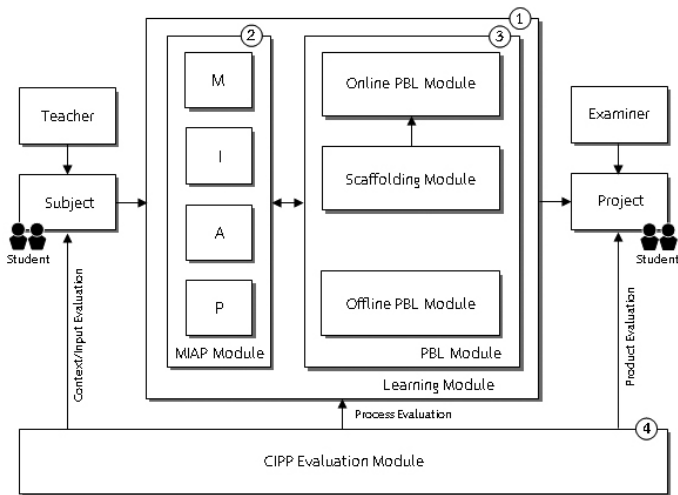 1
2
3
M
Online PBL Module
Teacher
Examiner
I
Scaffolding Module
Subject
Project
A
Student
Student
P
Offline PBL Module
MIAP Module
PBL Module
Learning Module
Context/Input Evaluation
Product Evaluation
Process Evaluation
4
CIPP Evaluation Module